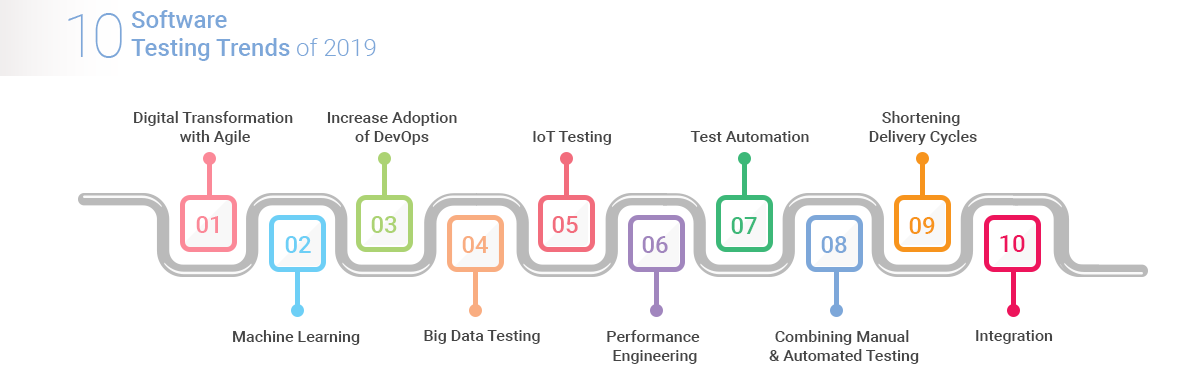 10 Software
Testing Trends of 2019
Digital Transformation
with Agile
Increase Adoption
of DevOps
IoT Testing
Test Automation
Shortening
Delivery Cycles
01
02
03
04
05
06
07
08
09
10
Machine Learning
Big Data Testing
Performance
Engineering
Combining Manual
& Automated Testing
Integration